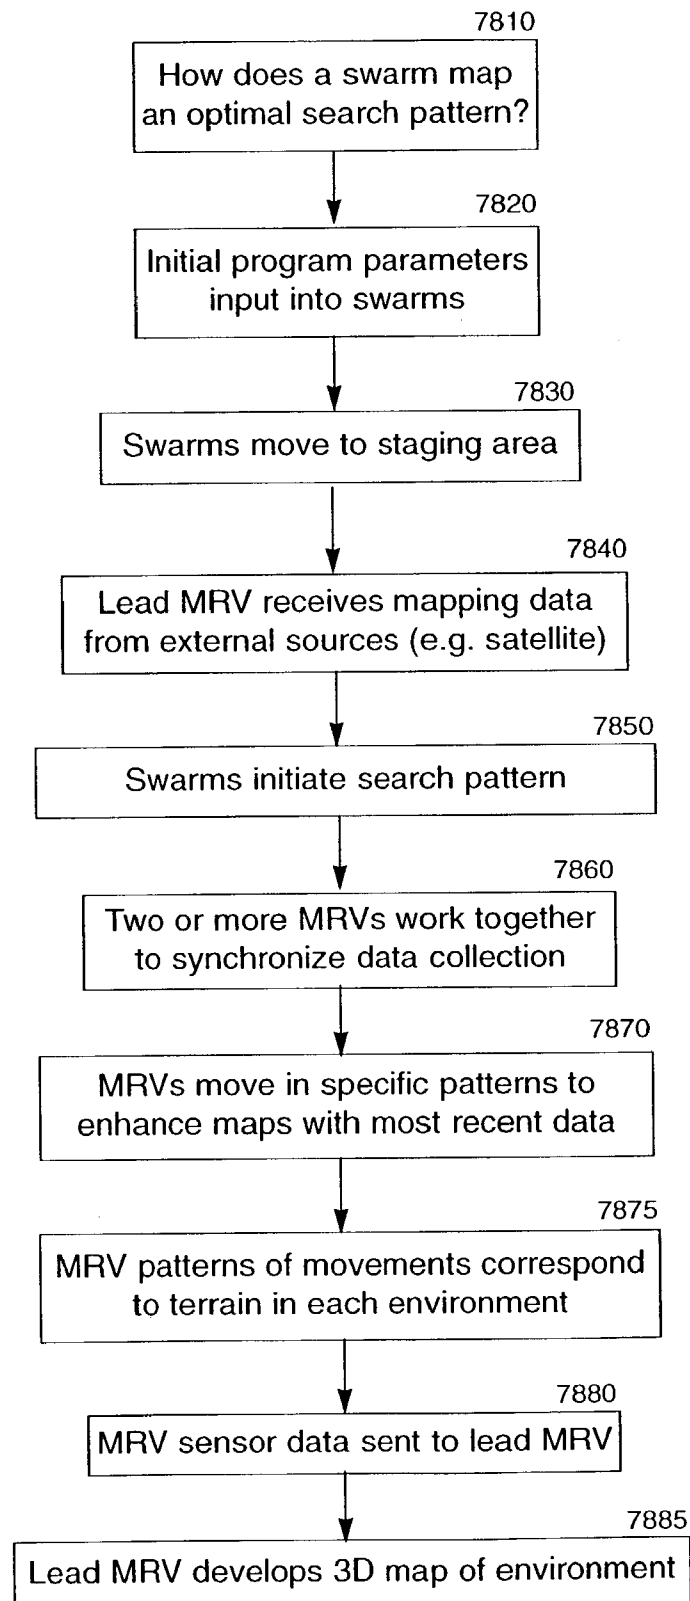 7810
How does a swarm map
an optimal search pattern?
7820
Initial program parameters
input into swarms
7830
Swarms move to staging area
7840
Lead MRV receives mapping data
from external sources (e.g. satellite)
7850
Swarms initiate search pattern
7860
Two or more MRVs work together
to synchronize data collection
7870
MRVs move in specific patterns to
enhance maps with most recent data
7875
MRV patterns of movements correspond
to terrain in each environment
7880
MRV sensor data sent to lead MRV
7885
Lead MRV develops 3D map of environment